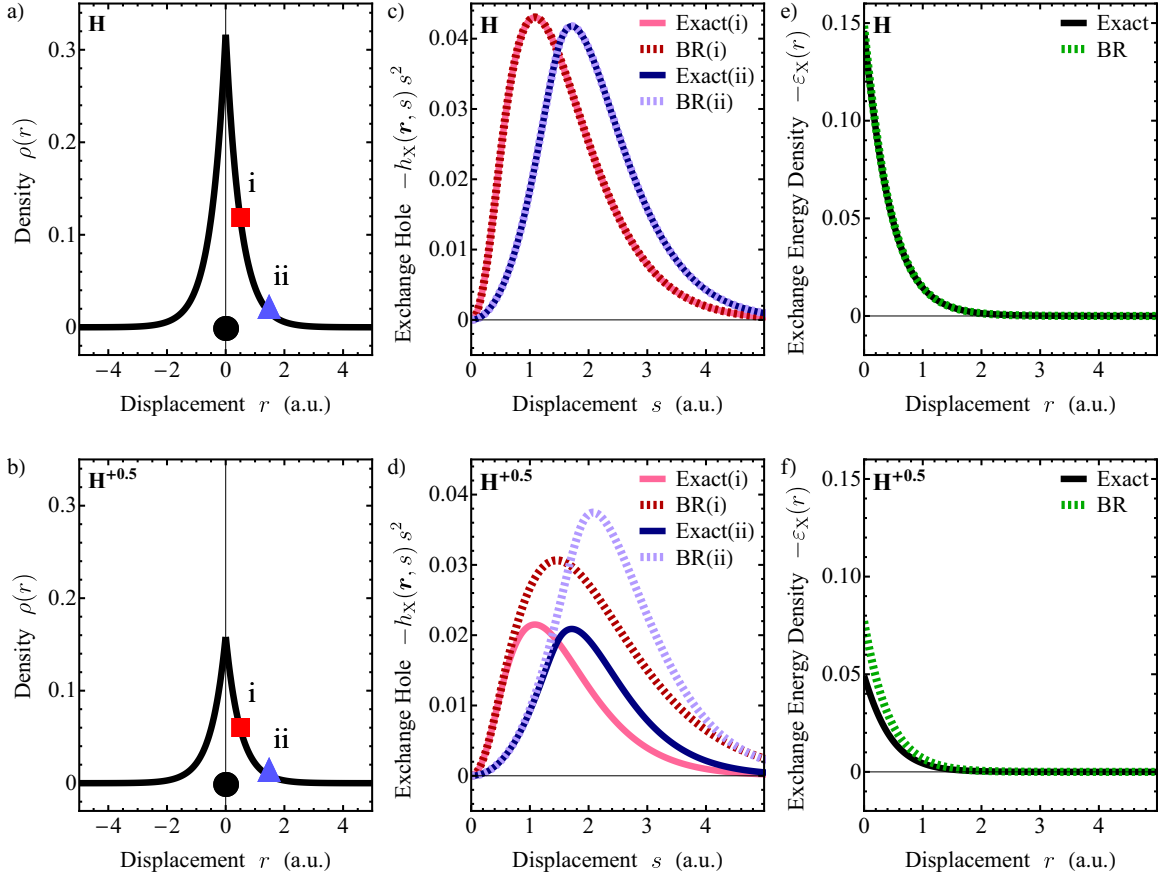 a)
H
0.3
0.2
0.1
0
Density ρ(r)
i
ii
−4 −2 0 2 4
Displacement r (a.u.)
c)
H
0.04
0.03
0.02
0.01
0
Exchange Hole −hX(r, s) s²
Exact(i)
BR(i)
Exact(ii)
BR(ii)
0 1 2 3 4 5
Displacement s (a.u.)
e)
H
0.15
0.10
0.05
0
Exchange Energy Density −εX(r)
Exact
BR
0 1 2 3 4 5
Displacement r (a.u.)
b)
H+0.5
0.3
0.2
0.1
0
Density ρ(r)
i
ii
−4 −2 0 2 4
Displacement r (a.u.)
d)
H+0.5
0.04
0.03
0.02
0.01
0
Exchange Hole −hX(r, s) s²
Exact(i)
BR(i)
Exact(ii)
BR(ii)
0 1 2 3 4 5
Displacement s (a.u.)
f)
H+0.5
0.15
0.10
0.05
0
Exchange Energy Density −εX(r)
Exact
BR
0 1 2 3 4 5
Displacement r (a.u.)